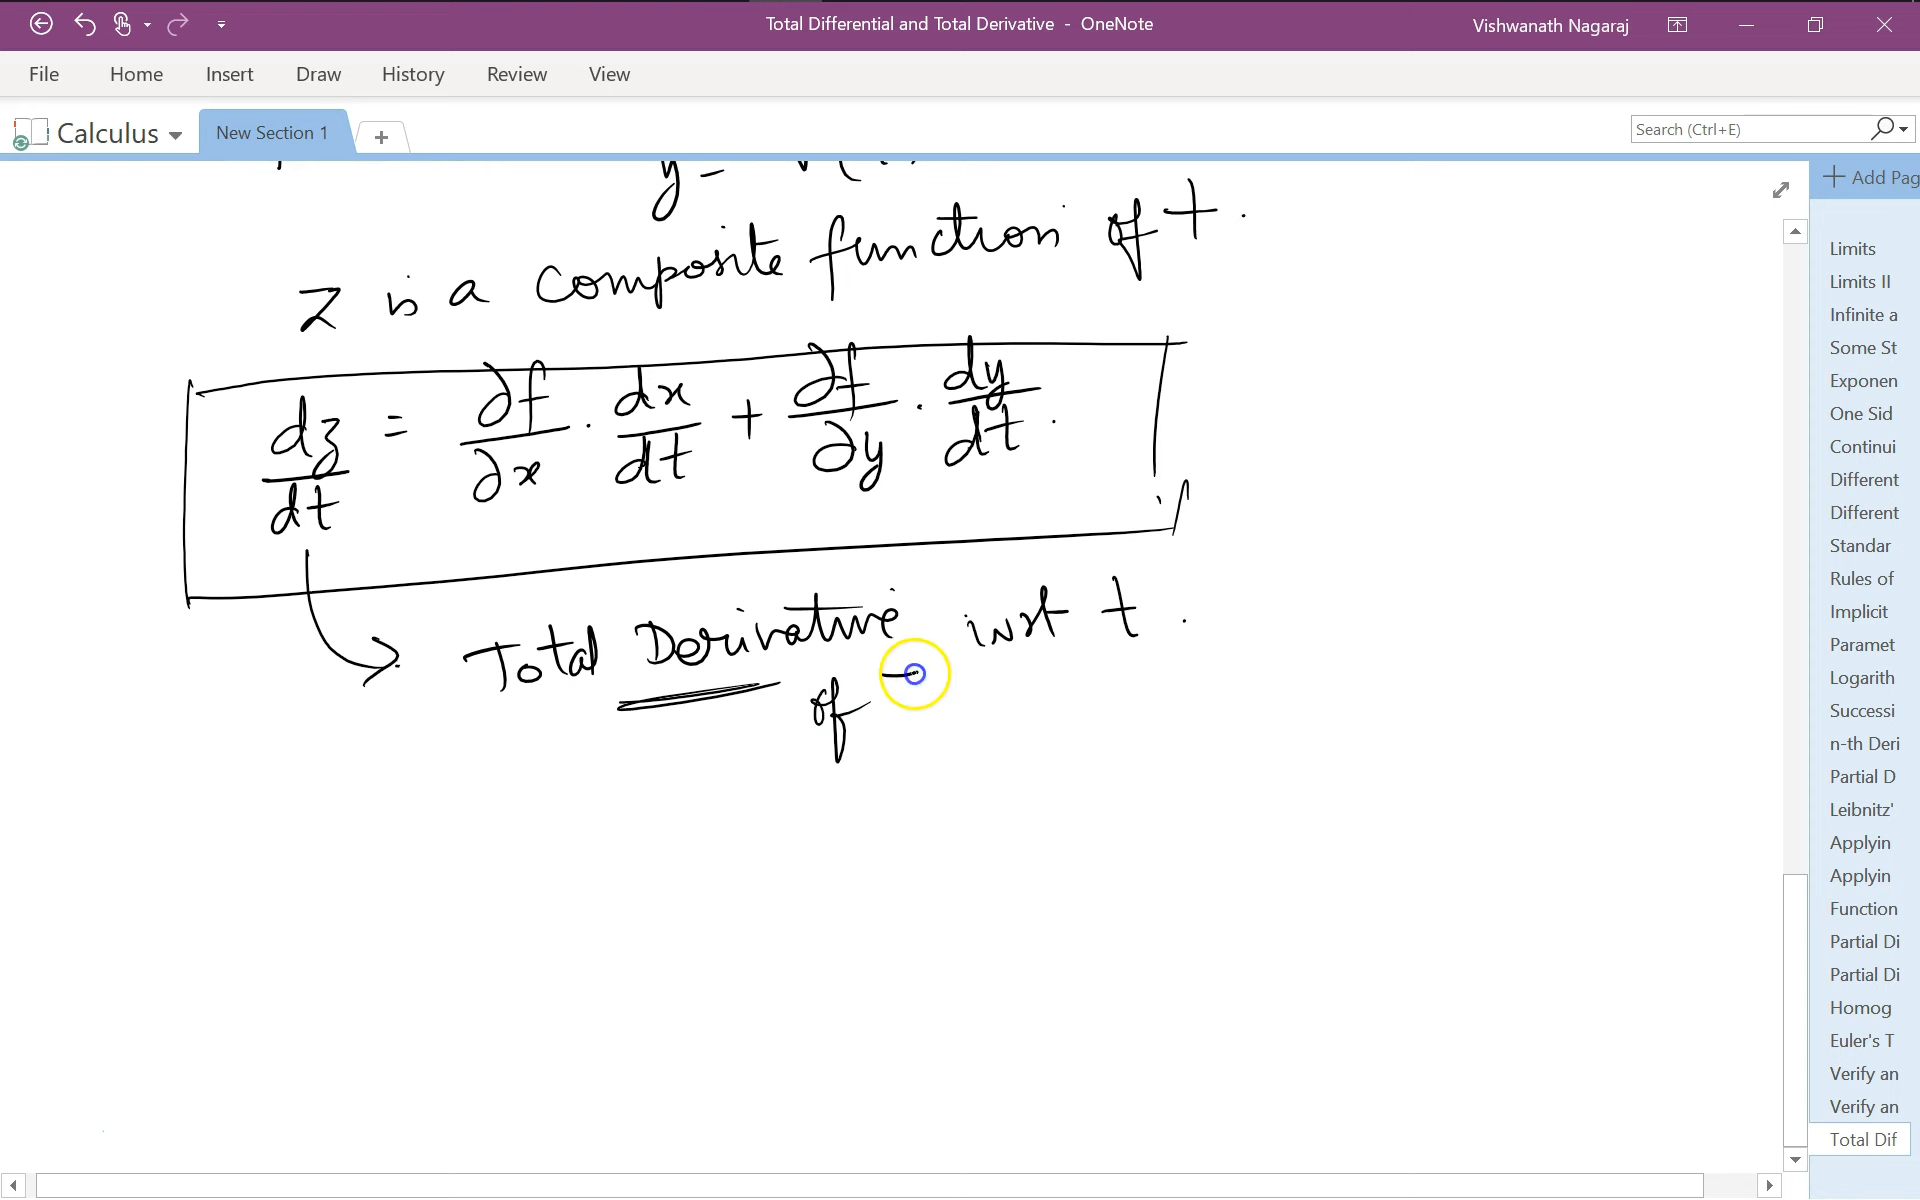 Total Differential and Total Derivative - OneNote
Vishwanath Nagaraj
File Home Insert Draw History Review View
Calculus
New Section 1
+
Search (Ctrl+E)
Add Pag
y =
z is a composite function of t.
dz/dt = ∂f/∂x · dx/dt + ∂f/∂y · dy/dt.
Total Derivative wrt t.
of
Limits
Limits II
Infinite a
Some St
Exponen
One Sid
Continui
Different
Different
Standar
Rules of
Implicit
Paramet
Logarith
Successi
n-th Deri
Partial D
Leibnitz'
Applyin
Applyin
Function
Partial Di
Partial Di
Homog
Euler's T
Verify an
Verify an
Total Dif